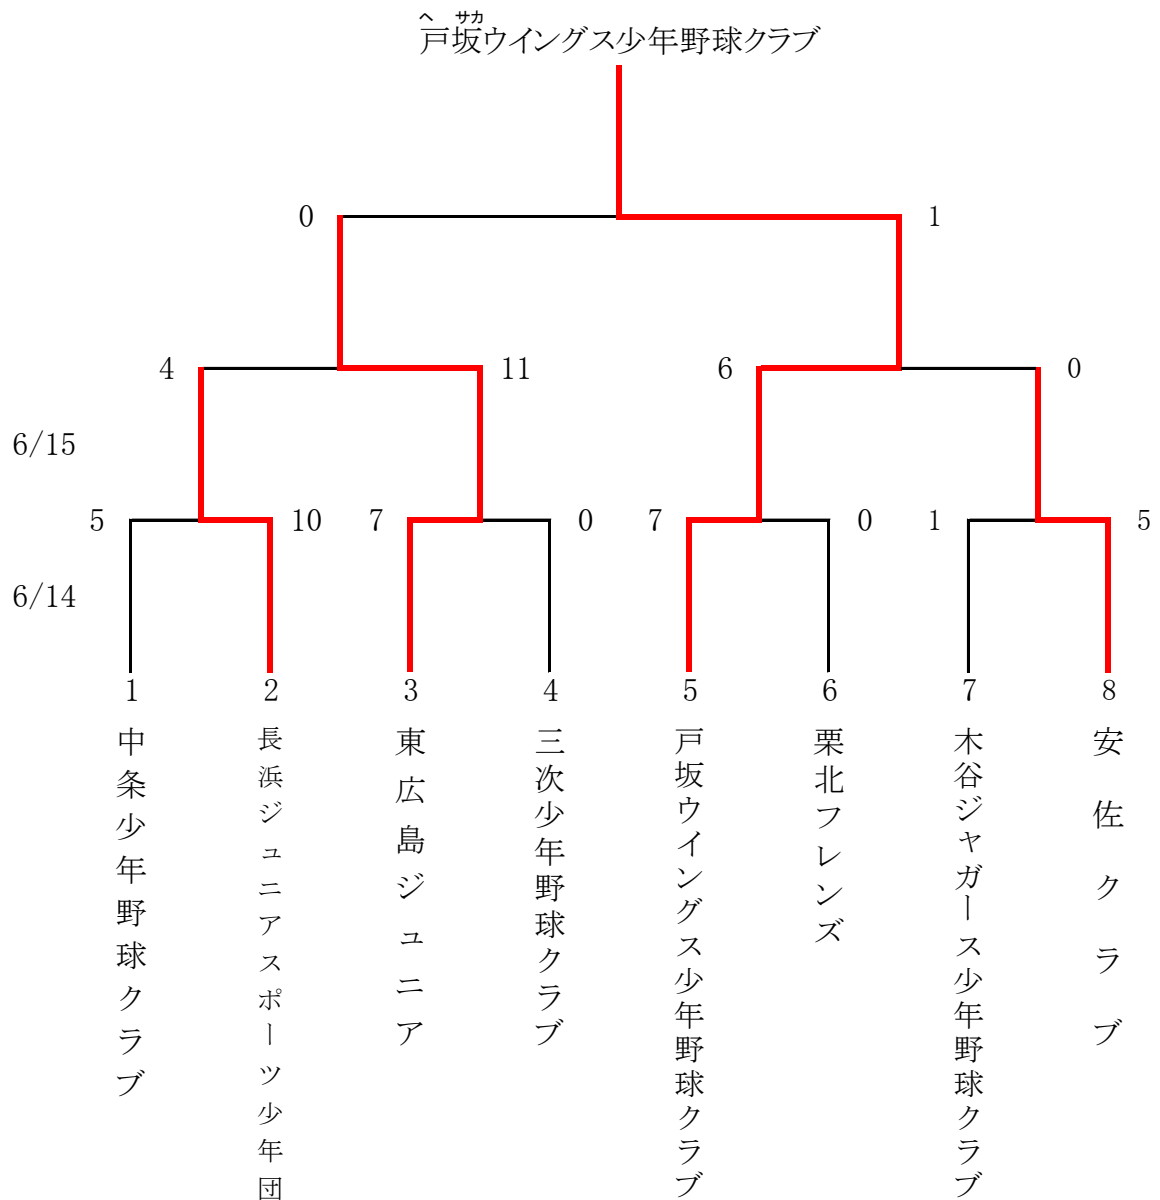 ヘ サカ
戸坂ウイングス少年野球クラブ
0 1
4 11 6 0
6/15
5 10 7 0 7 0 1 5
6/14
1 2 3 4 5 6 7 8
中条少年野球クラブ
長浜ジュニアスポーツ少年団
東広島ジュニア
三次少年野球クラブ
戸坂ウイングス少年野球クラブ
栗北フレンズ
木谷ジャガース少年野球クラブ
安佐クラブ